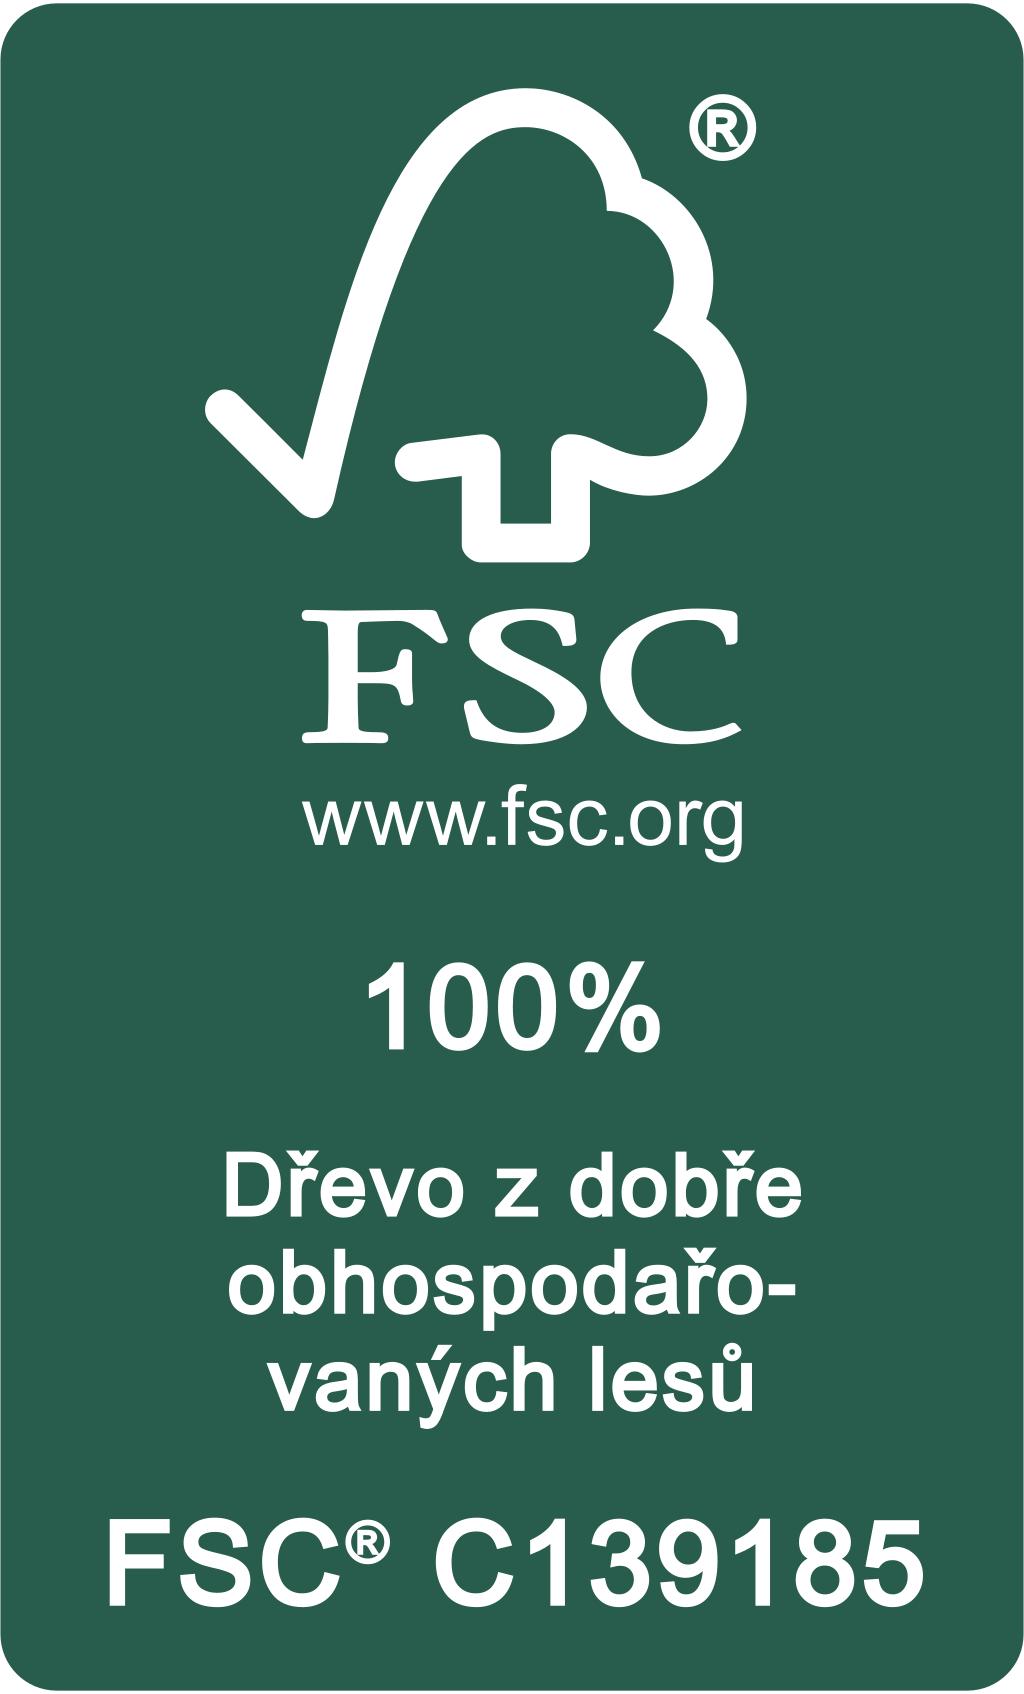 ®
FSC
www.fsc.org
100%
Dřevo z dobře
obhospodařo-
vaných lesů
FSC® C139185